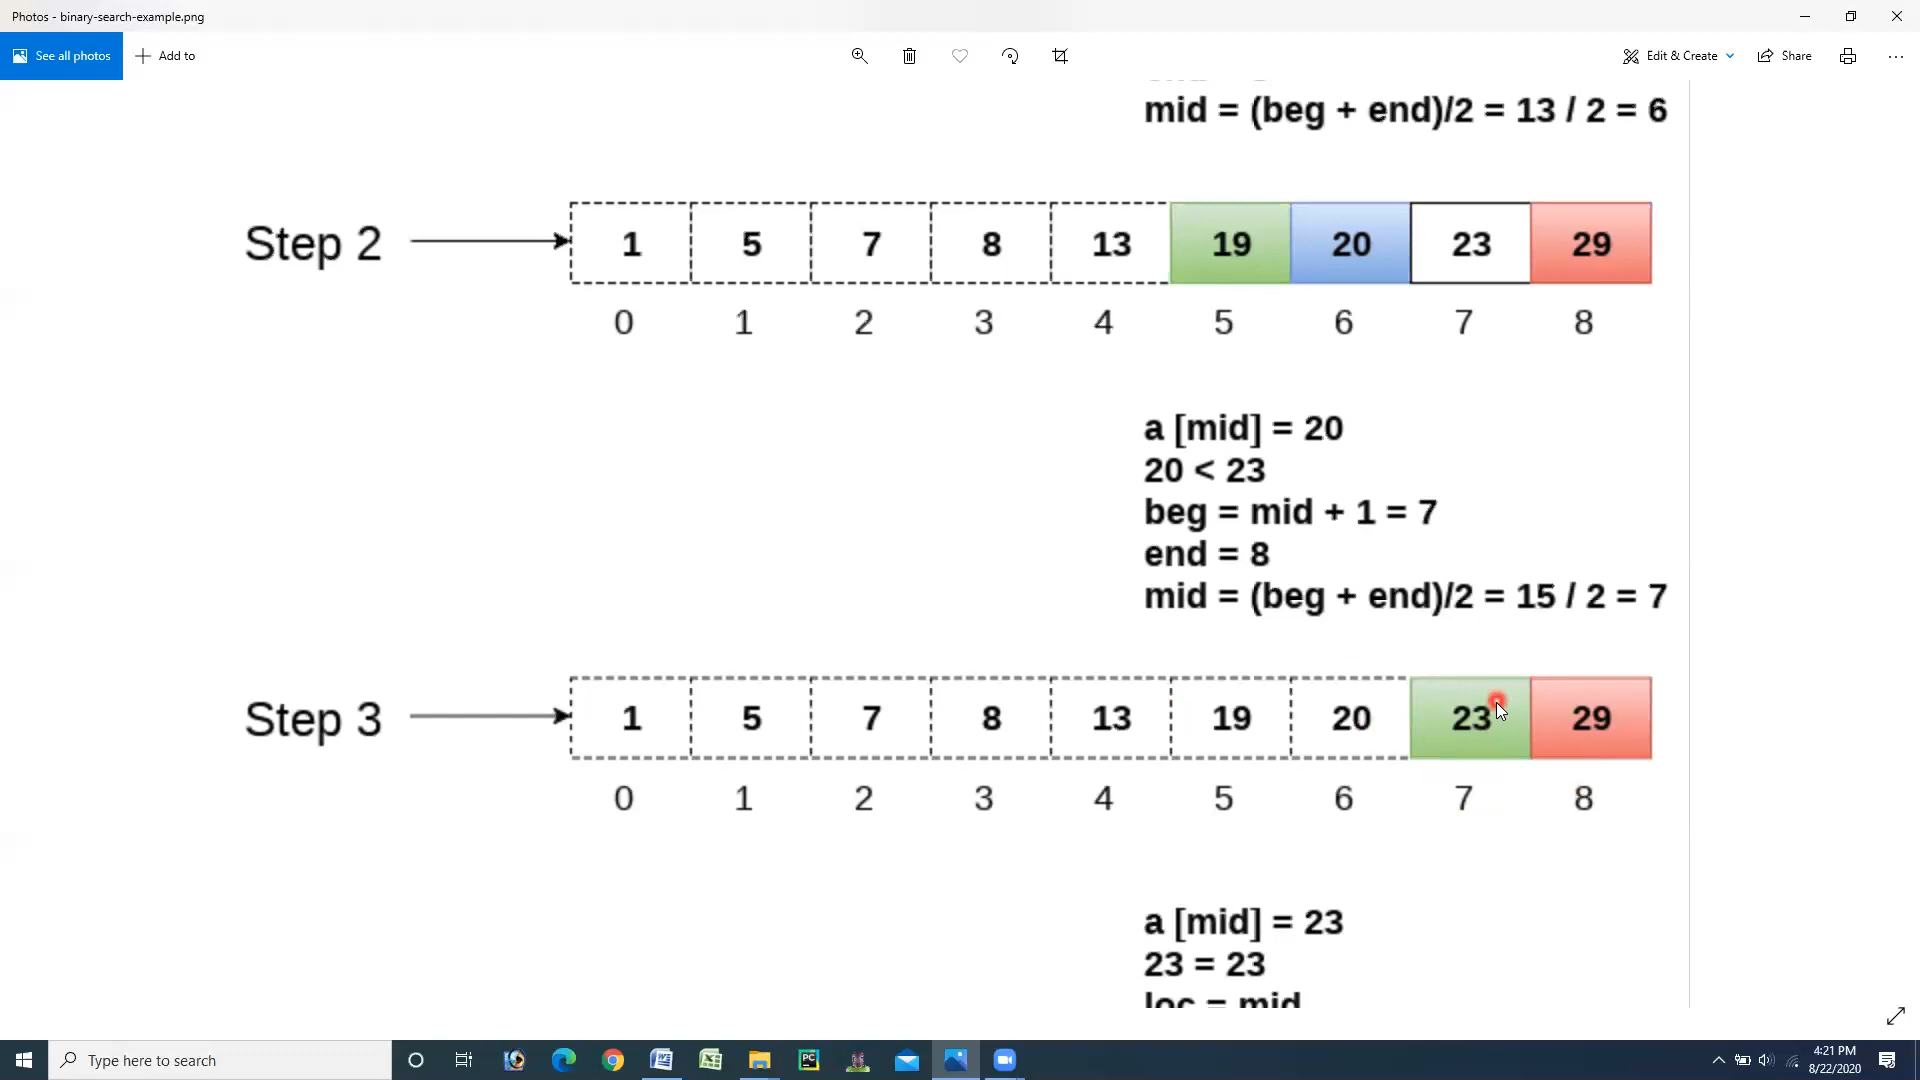 Photos - binary-search-example.png
See all photos
Add to
Edit & Create
Share
mid = (beg + end)/2 = 13 / 2 = 6
Step 2
1 5 7 8 13 19 20 23 29
0 1 2 3 4 5 6 7 8
a [mid] = 20
20 < 23
beg = mid + 1 = 7
end = 8
mid = (beg + end)/2 = 15 / 2 = 7
Step 3
1 5 7 8 13 19 20 23 29
0 1 2 3 4 5 6 7 8
a [mid] = 23
23 = 23
loc = mid
Type here to search
PC
4:21 PM
8/22/2020